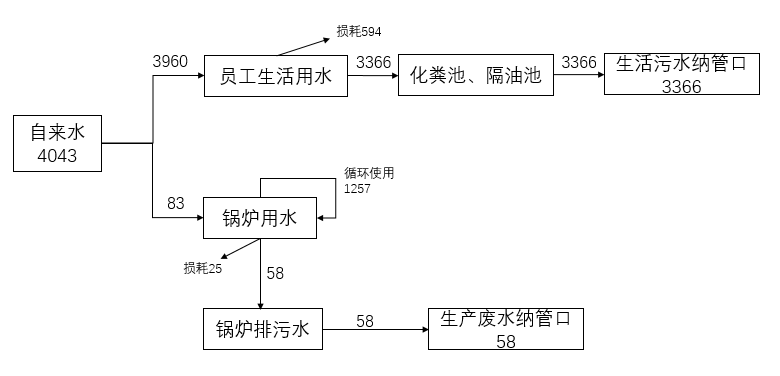 损耗594
3960
员工生活用水
3366
化粪池、隔油池
3366
生活污水纳管口
3366
自来水
4043
循环使用
1257
83
锅炉用水
损耗25
58
锅炉排污水
58
生产废水纳管口
58